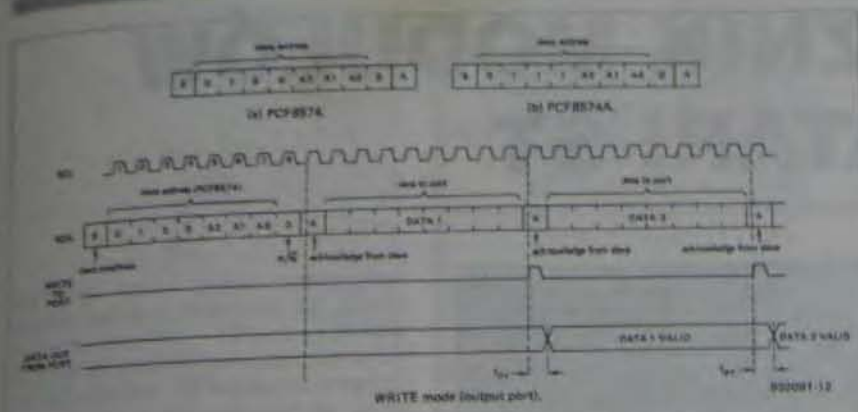 slave address
slave address
S 0 1 0 0 A2 A1 A0 0 A
S 0 1 1 1 A2 A1 A0 0 A
(a) PCF8574.
(b) PCF8574A.
SCL
slave address (PCF8574)
data to port
data to port
SDA
S 0 1 0 0 A2 A1 A0 0 A DATA 1 A DATA 2 A
start condition
R/W
acknowledge from slave
acknowledge from slave
acknowledge from slave
WRITE
TO
PORT
DATA OUT
FROM PORT
DATA 1 VALID
DATA 2 VALID
WRITE mode (output port).